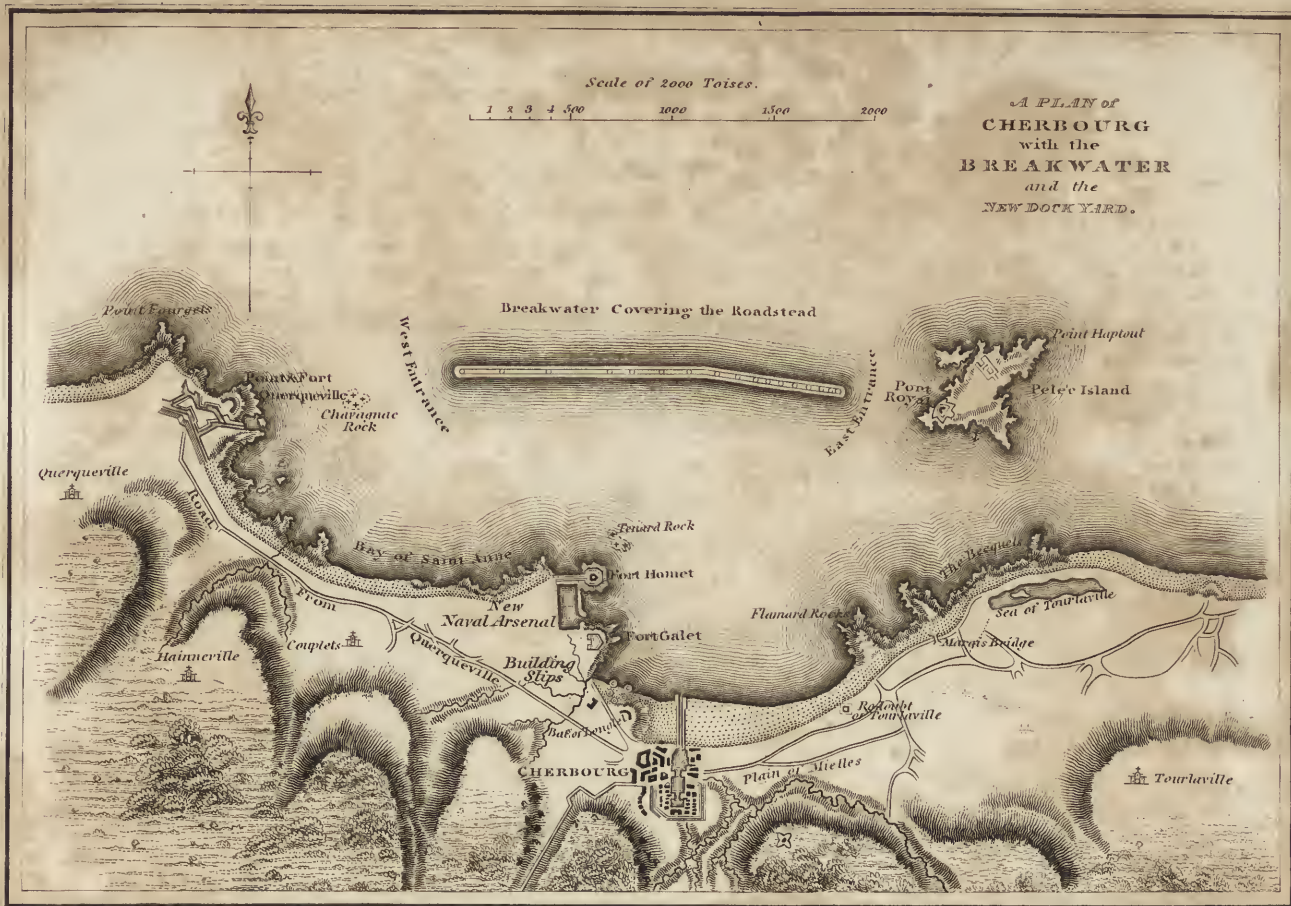 Scale of 2000 Toises.
1 2 3 4 500 1000 1500 2000
A PLAN of
CHERBOURG
with the
BREAKWATER
and the
NEW DOCK YARD.
Breakwater Covering the Roadstead
West Entrance
East Entrance
Point Fourgets
Point & Fort
Querqueville
Charagnac
Rock
Point Haptout
Port
Royal
Pelée Island
Querqueville
Road
From
Querqueville
Bay of Saint Anne
Tenard Rock
Fort Homet
New
Naval Arsenal
Fort Galet
Building
Slips
Hainneville
Couplets
The Becquets
Flamard Rocks
Sea of Tourlaville
Margis Bridge
Redoubt
of Tourlaville
CHERBOURG
Plain of Mielles
Tourlaville